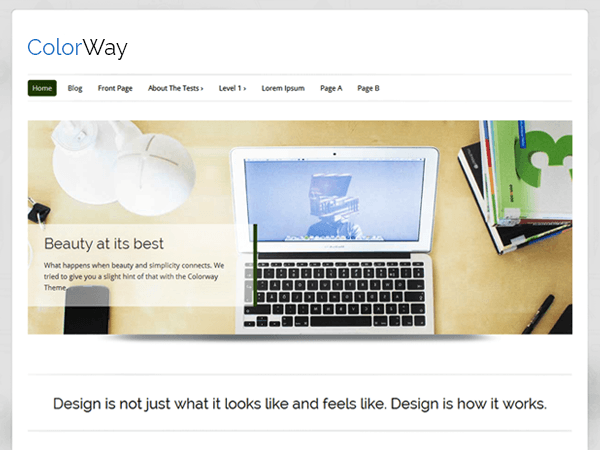 ColorWay
Home Blog Front Page About The Tests › Level 1 › Lorem Ipsum Page A Page B
3
Beauty at its best
What happens when beauty and simplicity connects. We
tried to give you a slight hint of that with the Colorway
Theme.
Design is not just what it looks like and feels like. Design is how it works.